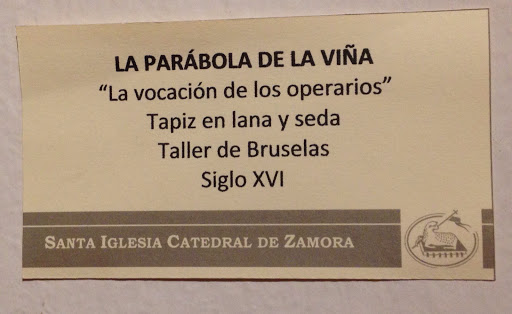 LA PARÁBOLA DE LA VIÑA
“La vocación de los operarios”
Tapiz en lana y seda
Taller de Bruselas
Siglo XVI
SANTA IGLESIA CATEDRAL DE ZAMORA